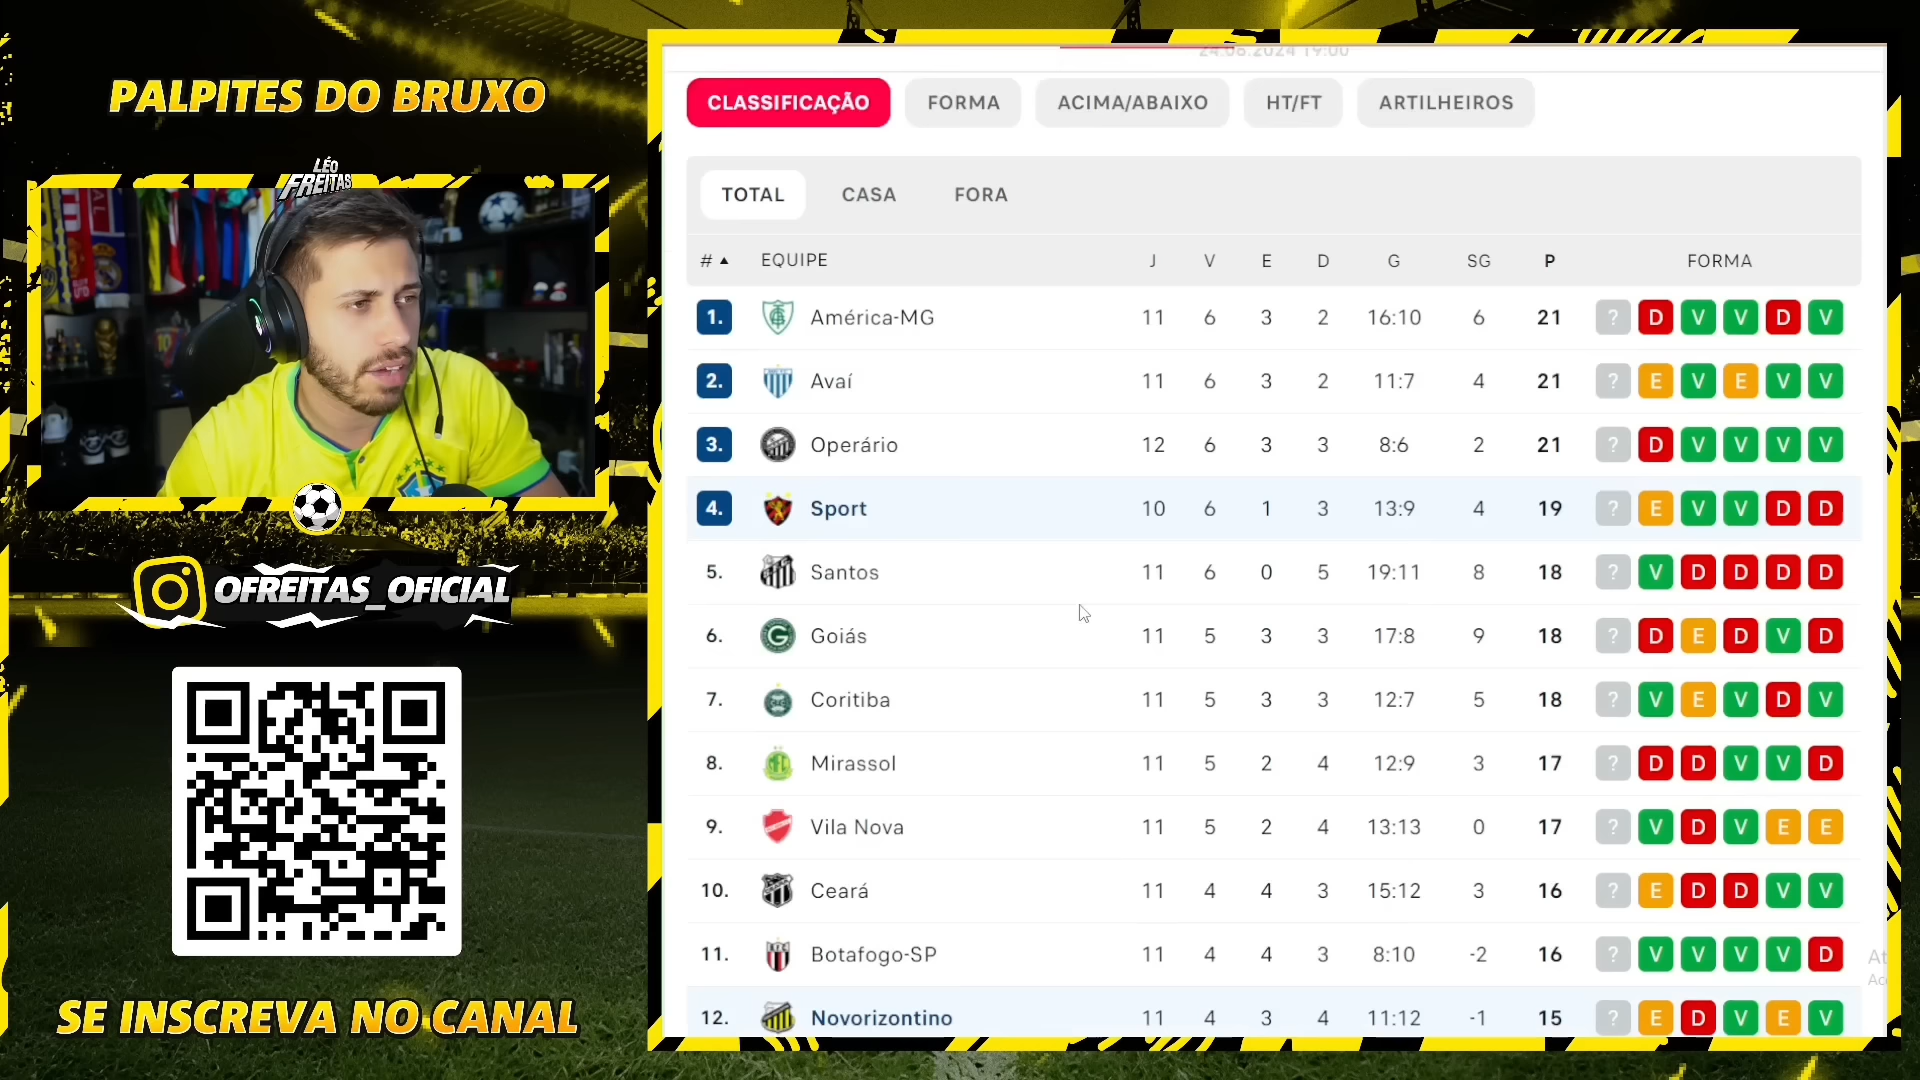 PALPITES DO BRUXO
LÉO
FREITAS
OFREITAS_OFICIAL
SE INSCREVA NO CANAL
24.06.2024 19:00
CLASSIFICAÇÃO FORMA ACIMA/ABAIXO HT/FT ARTILHEIROS
TOTAL CASA FORA
# EQUIPE J V E D G SG P FORMA
1. América-MG 11 6 3 2 16:10 6 21 ? D V V D V
2. Avaí 11 6 3 2 11:7 4 21 ? E V E V V
3. Operário 12 6 3 3 8:6 2 21 ? D V V V V
4. Sport 10 6 1 3 13:9 4 19 ? E V V D D
5. Santos 11 6 0 5 19:11 8 18 ? V D D D D
6. Goiás 11 5 3 3 17:8 9 18 ? D E D V D
7. Coritiba 11 5 3 3 12:7 5 18 ? V E V D V
8. Mirassol 11 5 2 4 12:9 3 17 ? D D V V D
9. Vila Nova 11 5 2 4 13:13 0 17 ? V D V E E
10. Ceará 11 4 4 3 15:12 3 16 ? E D D V V
11. Botafogo-SP 11 4 4 3 8:10 -2 16 ? V V V V D
12. Novorizontino 11 4 3 4 11:12 -1 15 ? E D V E V